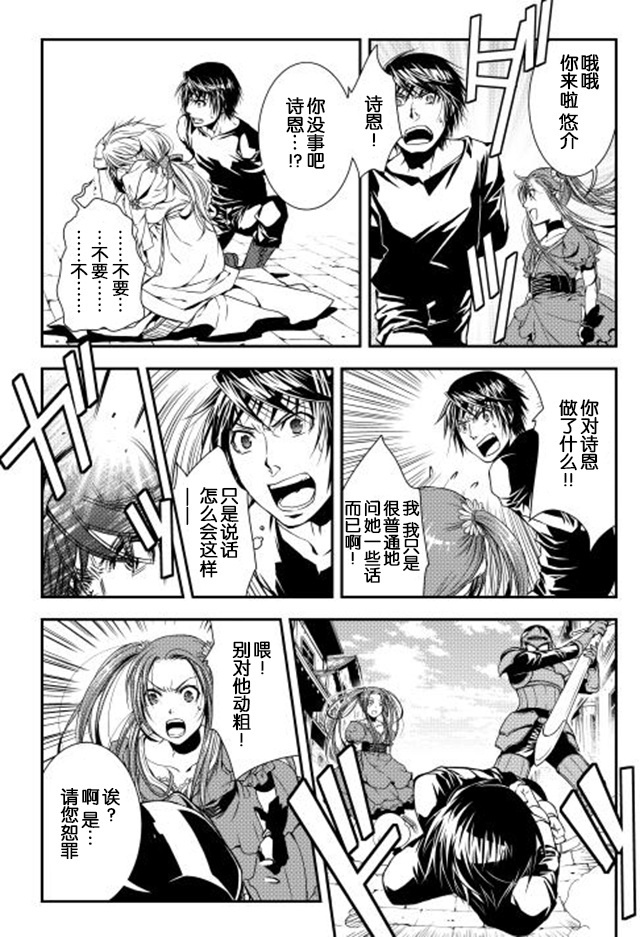 哦哦
你来啦 悠介
诗恩！
你没事吧
诗恩…!?
……不要…
…不要……
…不………
你对诗恩
做了什么!!
我 我只是
很普通地
问她一些话
而已啊！
只是说话
怎么会这样
——
喂！
别对他动粗！
诶？
啊是…
请您恕罪